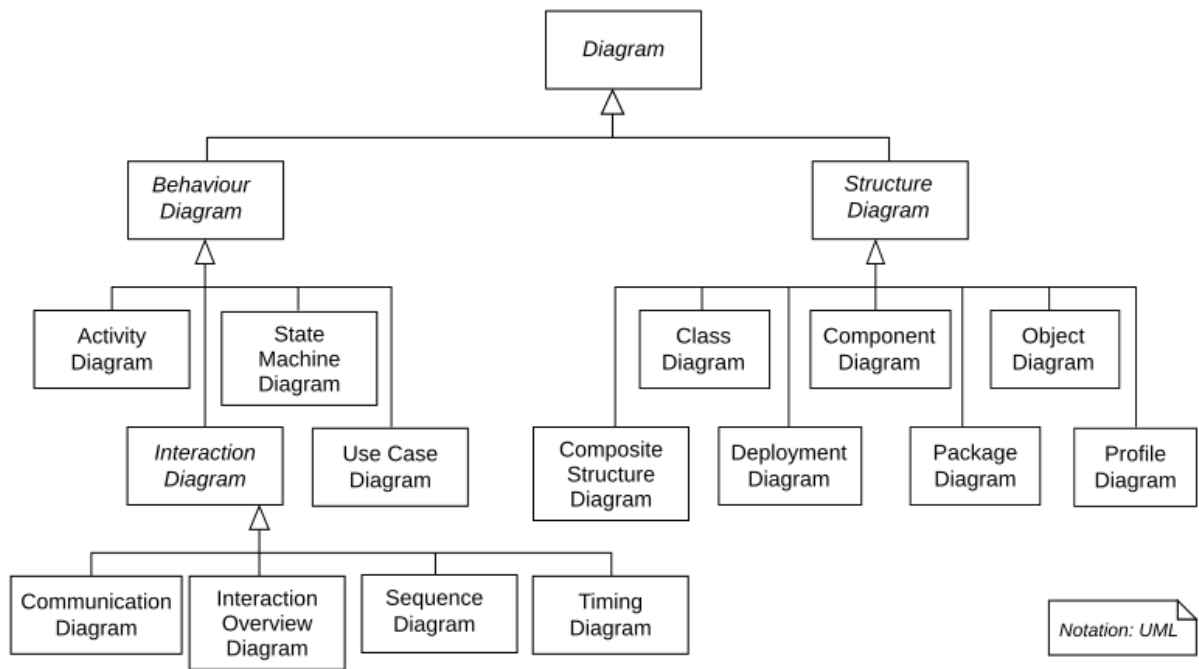 Diagram
Behaviour
Diagram
Structure
Diagram
Activity
Diagram
State
Machine
Diagram
Class
Diagram
Component
Diagram
Object
Diagram
Interaction
Diagram
Use Case
Diagram
Composite
Structure
Diagram
Deployment
Diagram
Package
Diagram
Profile
Diagram
Communication
Diagram
Interaction
Overview
Diagram
Sequence
Diagram
Timing
Diagram
Notation: UML